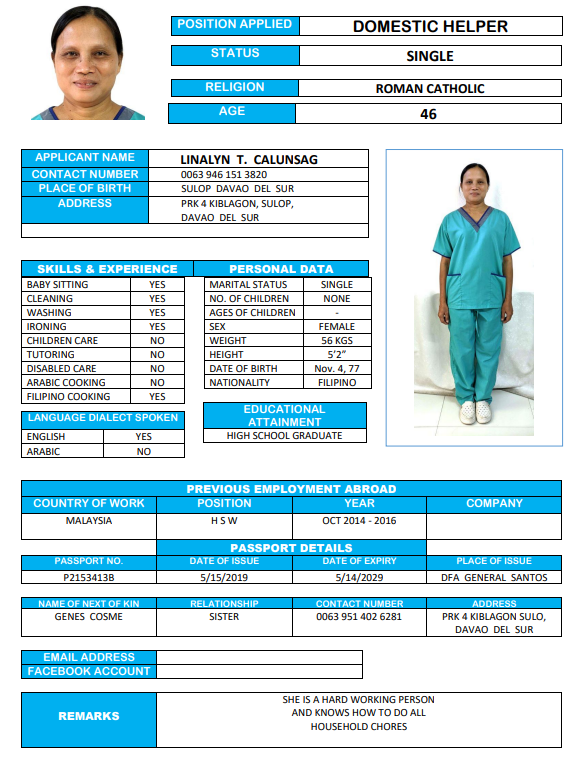 POSITION APPLIED DOMESTIC HELPER
STATUS SINGLE
RELIGION ROMAN CATHOLIC
AGE 46
APPLICANT NAME LINALYN T. CALUNSAG
CONTACT NUMBER 0063 946 151 3820
PLACE OF BIRTH SULOP DAVAO DEL SUR
ADDRESS PRK 4 KIBLAGON, SULOP,
DAVAO DEL SUR
SKILLS & EXPERIENCE
BABY SITTING YES
CLEANING YES
WASHING YES
IRONING YES
CHILDREN CARE NO
TUTORING NO
DISABLED CARE NO
ARABIC COOKING NO
FILIPINO COOKING YES
PERSONAL DATA
MARITAL STATUS SINGLE
NO. OF CHILDREN NONE
AGES OF CHILDREN -
SEX FEMALE
WEIGHT 56 KGS
HEIGHT 5’2”
DATE OF BIRTH Nov. 4, 77
NATIONALITY FILIPINO
LANGUAGE DIALECT SPOKEN
ENGLISH YES
ARABIC NO
EDUCATIONAL
ATTAINMENT
HIGH SCHOOL GRADUATE
PREVIOUS EMPLOYMENT ABROAD
COUNTRY OF WORK POSITION YEAR COMPANY
MALAYSIA H S W OCT 2014 - 2016
PASSPORT DETAILS
PASSPORT NO. DATE OF ISSUE DATE OF EXPIRY PLACE OF ISSUE
P2153413B 5/15/2019 5/14/2029 DFA GENERAL SANTOS
NAME OF NEXT OF KIN RELATIONSHIP CONTACT NUMBER ADDRESS
GENES COSME SISTER 0063 951 402 6281 PRK 4 KIBLAGON SULO,
DAVAO DEL SUR
EMAIL ADDRESS
FACEBOOK ACCOUNT
REMARKS
SHE IS A HARD WORKING PERSON
AND KNOWS HOW TO DO ALL
HOUSEHOLD CHORES